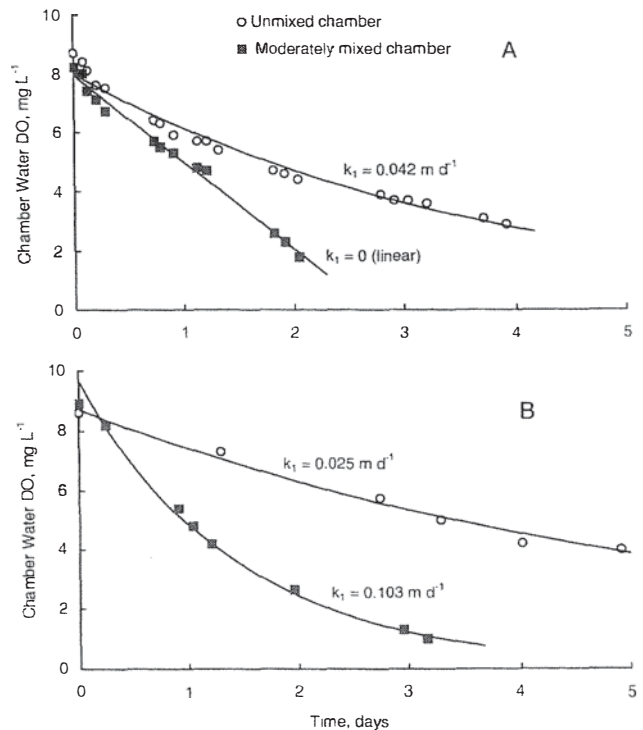 Unmixed chamber
Moderately mixed chamber
A
Chamber Water DO, mg L⁻¹
10
8
6
4
2
0
k₁ = 0.042 m d⁻¹
k₁ = 0 (linear)
0 1 2 3 4 5
B
Chamber Water DO, mg L⁻¹
10
8
6
4
2
0
k₁ = 0.025 m d⁻¹
k₁ = 0.103 m d⁻¹
0 1 2 3 4 5
Time, days